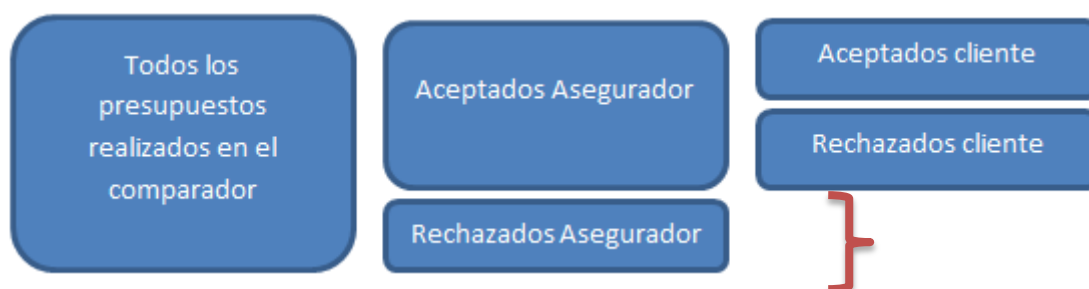 Todos los
presupuestos
realizados en el
comparador
Aceptados Asegurador
Rechazados Asegurador
Aceptados cliente
Rechazados cliente